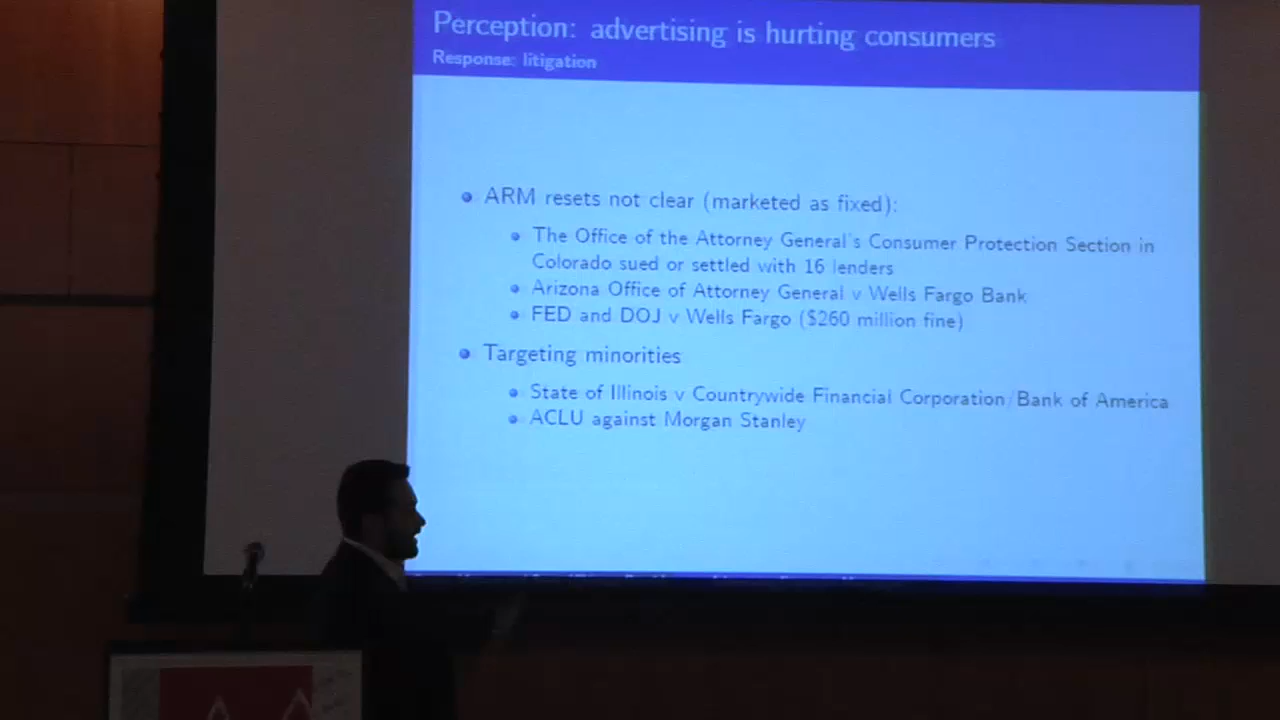 Perception: advertising is hurting consumers
Response: litigation
ARM resets not clear (marketed as fixed):
The Office of the Attorney General's Consumer Protection Section in
Colorado sued or settled with 16 lenders
Arizona Office of Attorney General v Wells Fargo Bank
FED and DOJ v Wells Fargo ($260 million fine)
Targeting minorities
State of Illinois v Countrywide Financial Corporation/Bank of America
ACLU against Morgan Stanley